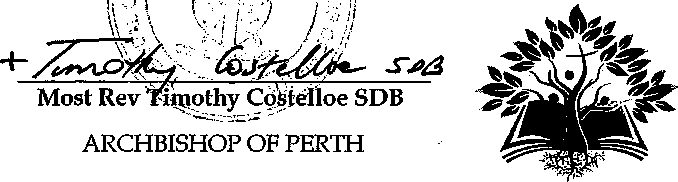 + Timothy Costelloe SDB
Most Rev Timothy Costelloe SDB
ARCHBISHOP OF PERTH